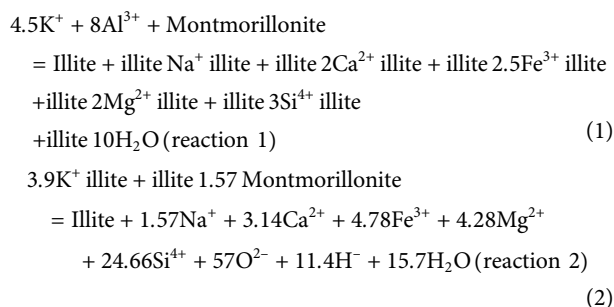 4.5K⁺ + 8Al³⁺ + Montmorillonite
= Illite + illite Na⁺ illite + illite 2Ca²⁺ illite + illite 2.5Fe³⁺ illite
+illite 2Mg²⁺ illite + illite 3Si⁴⁺ illite
+illite 10H₂O (reaction 1)
(1)
3.9K⁺ illite + illite 1.57 Montmorillonite
= Illite + 1.57Na⁺ + 3.14Ca²⁺ + 4.78Fe³⁺ + 4.28Mg²⁺
+ 24.66Si⁴⁺ + 57O²⁻ + 11.4H⁻ + 15.7H₂O (reaction 2)
(2)